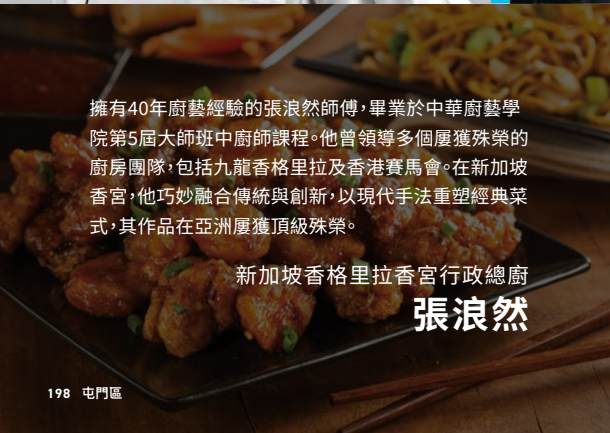 擁有40年廚藝經驗的張浪然師傅，畢業於中華廚藝學
院第5屆大師班中廚師課程。他曾領導多個屢獲殊榮的
廚房團隊，包括九龍香格里拉及香港賽馬會。在新加坡
香宮，他巧妙融合傳統與創新，以現代手法重塑經典菜
式，其作品在亞洲屢獲頂級殊榮。
新加坡香格里拉香宮行政總廚
張浪然
198 屯門區